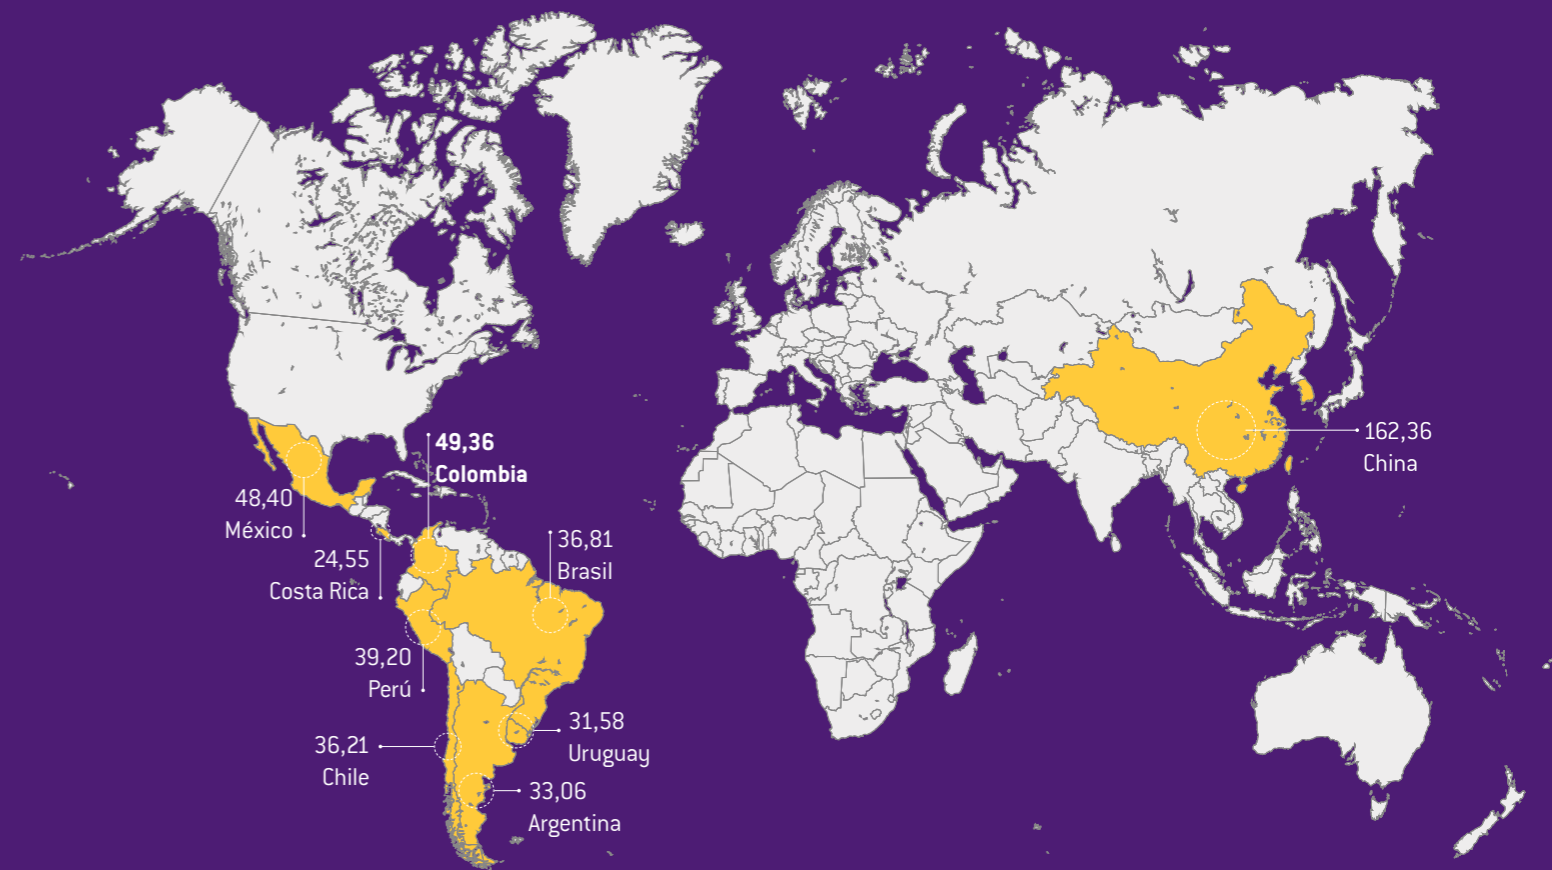 49,36
Colombia
48,40
México
24,55
Costa Rica
36,81
Brasil
39,20
Perú
36,21
Chile
31,58
Uruguay
33,06
Argentina
162,36
China